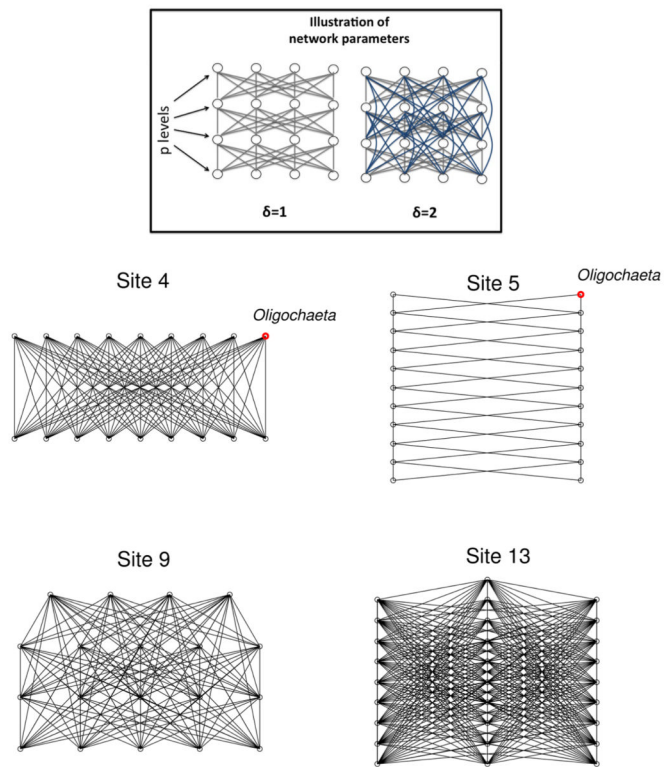 Illustration of
network parameters
p levels
δ=1
δ=2
Site 4
Oligochaeta
Site 5
Oligochaeta
Site 9
Site 13